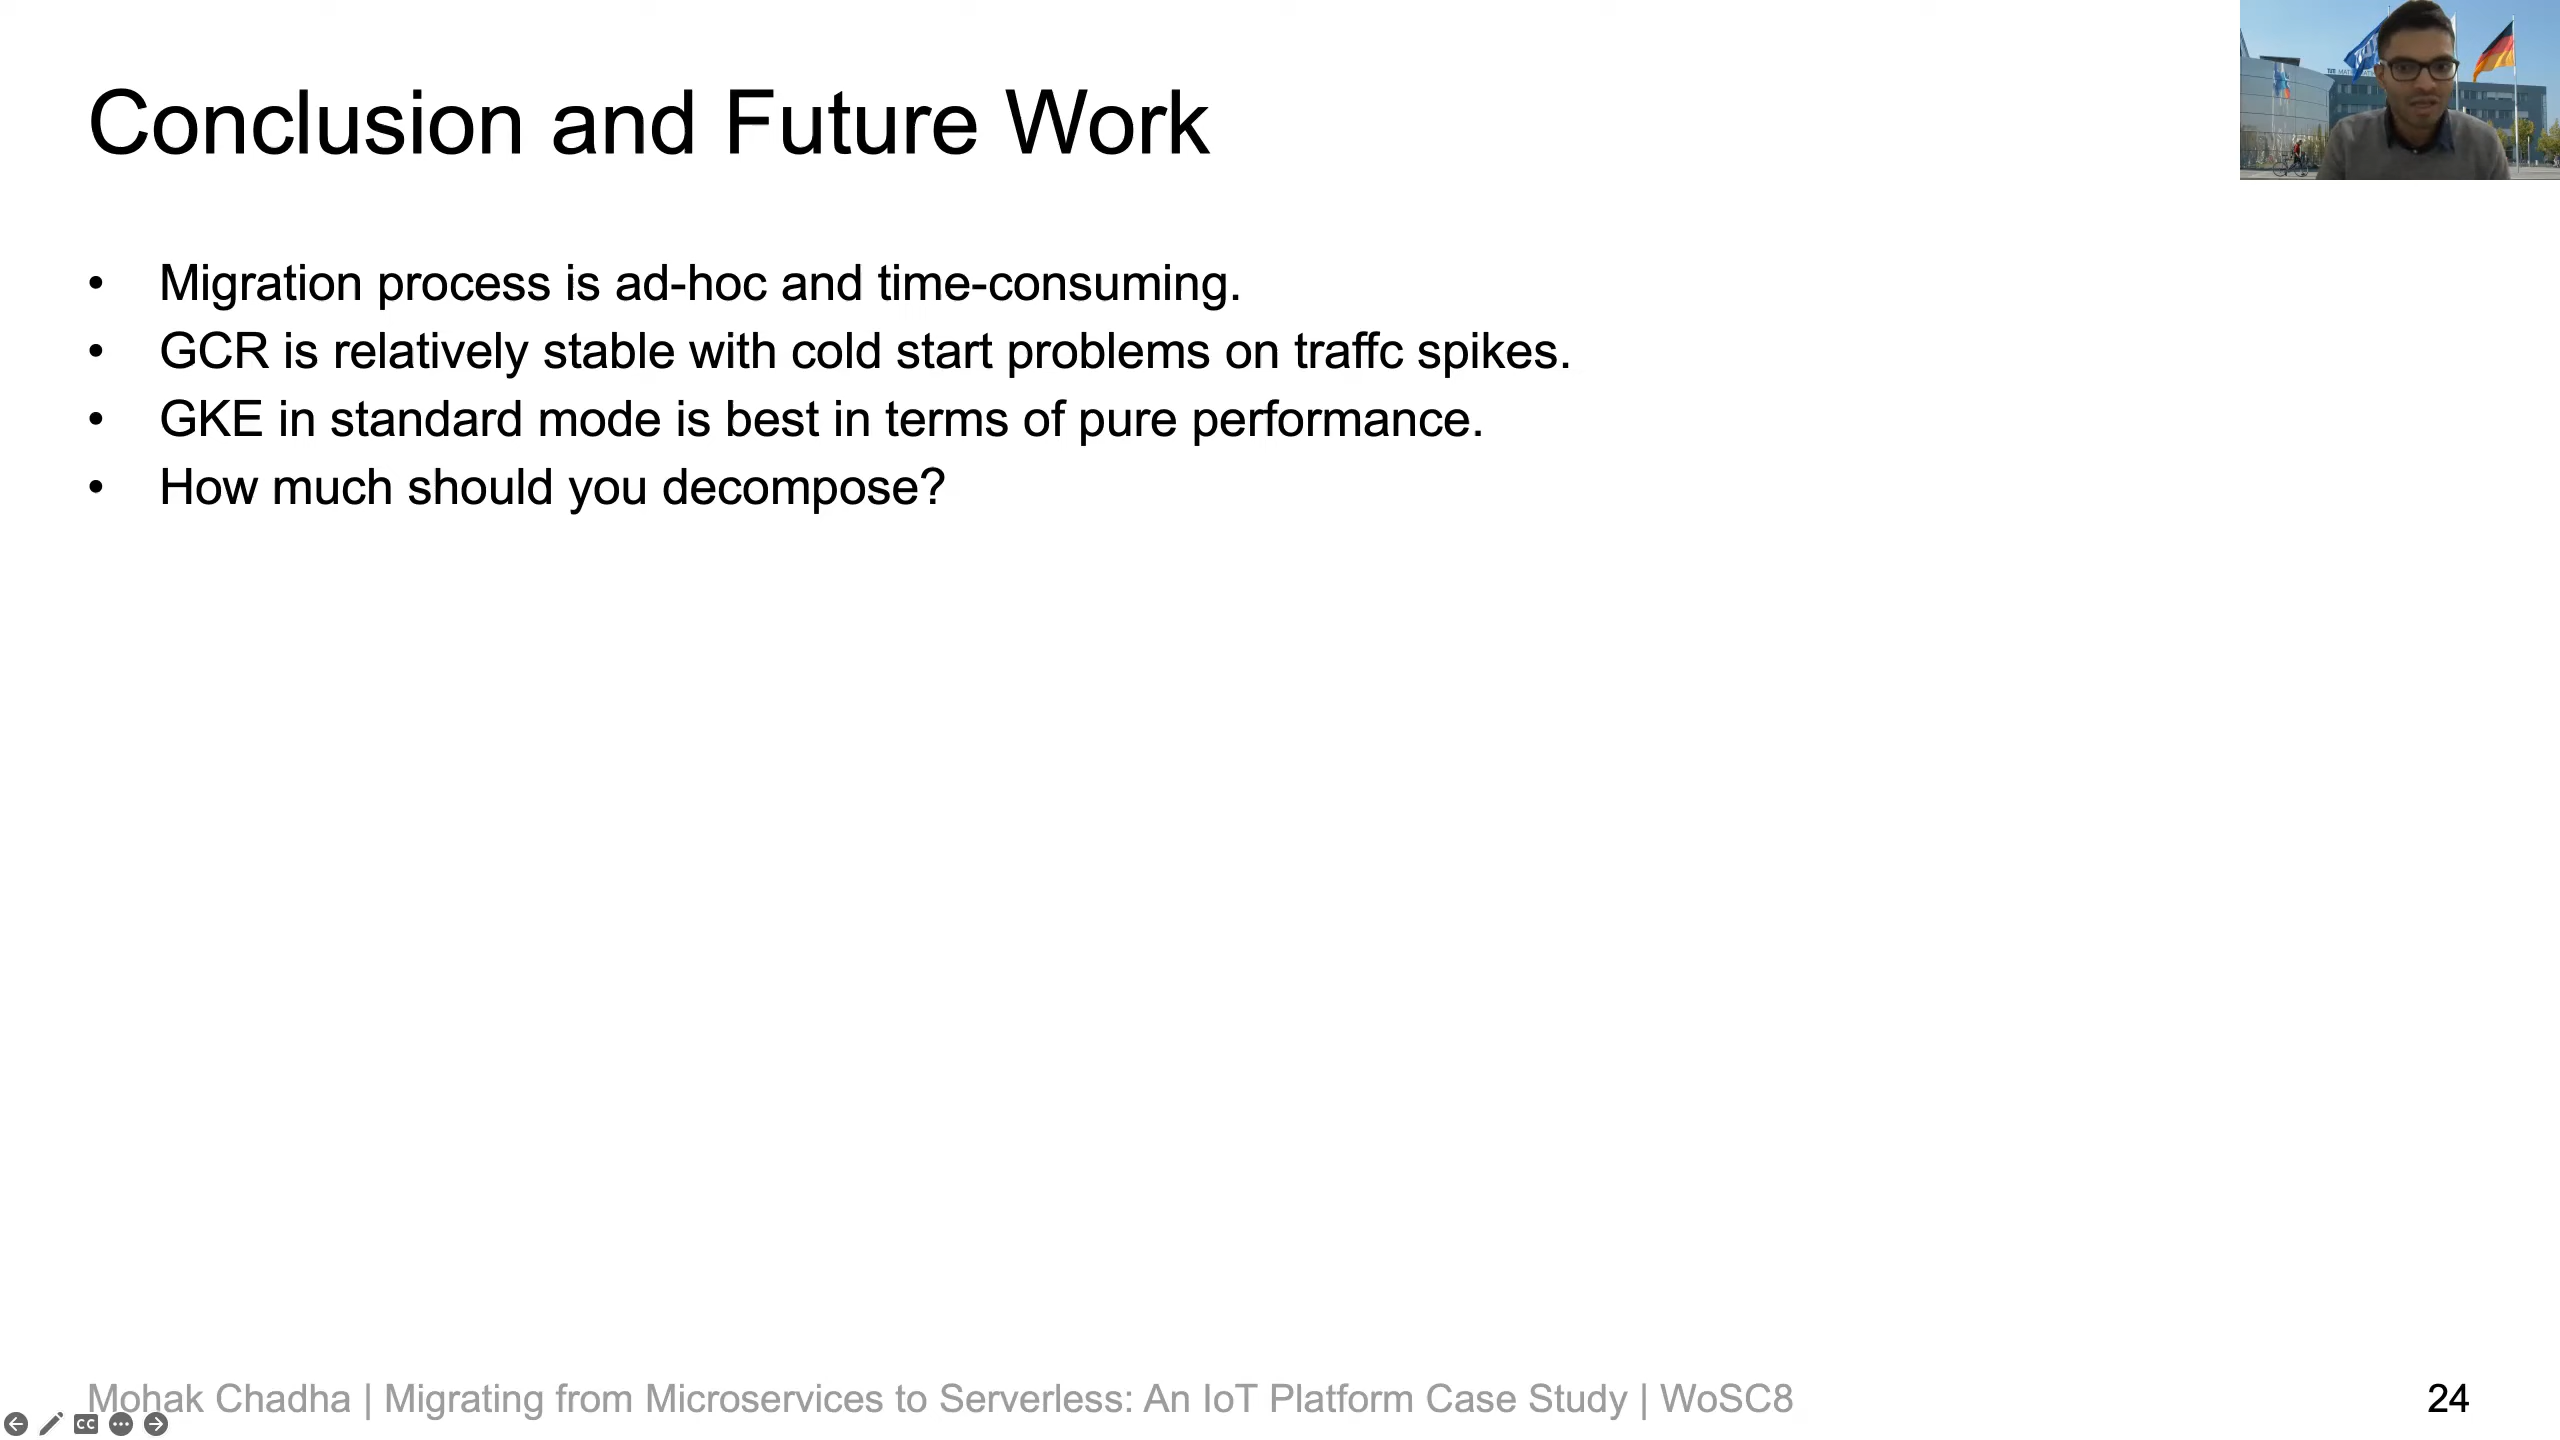 Conclusion and Future Work
• Migration process is ad-hoc and time-consuming.
• GCR is relatively stable with cold start problems on traffc spikes.
• GKE in standard mode is best in terms of pure performance.
• How much should you decompose?
Mohak Chadha | Migrating from Microservices to Serverless: An IoT Platform Case Study | WoSC8
24
CC